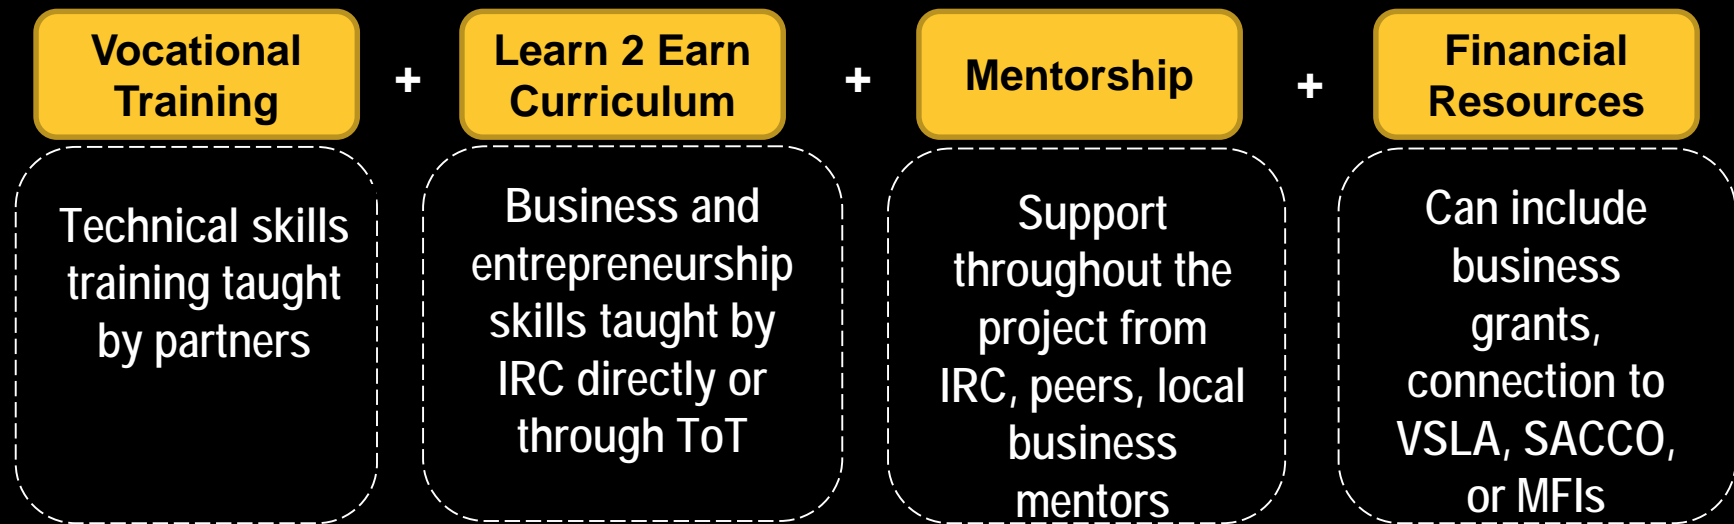 Vocational
Training
+
Learn 2 Earn
Curriculum
+
Mentorship
+
Financial
Resources
Technical skills
training taught
by partners
Business and
entrepreneurship
skills taught by
IRC directly or
through ToT
Support
throughout the
project from
IRC, peers, local
business
mentors
Can include
business
grants,
connection to
VSLA, SACCO,
or MFIs